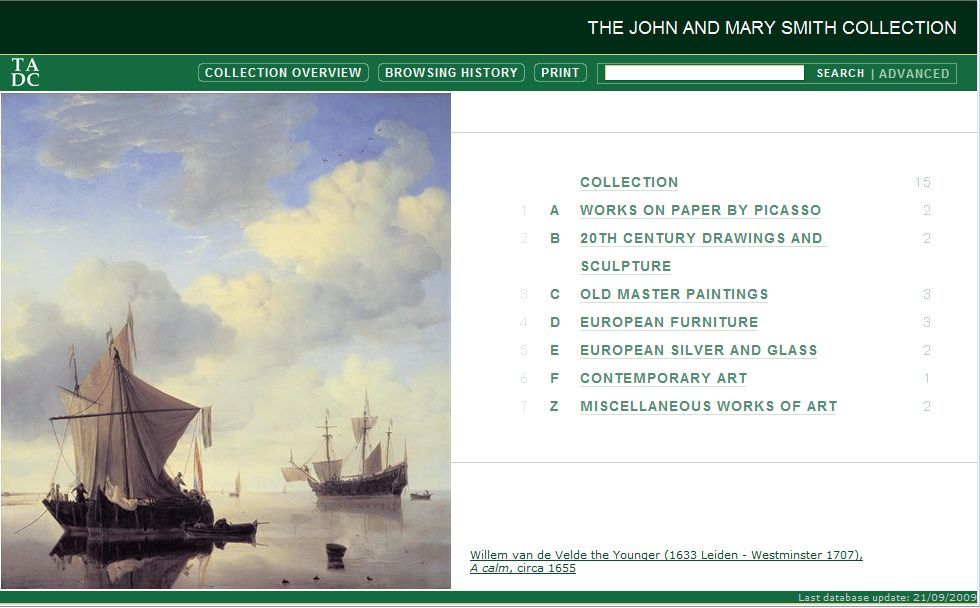 THE JOHN AND MARY SMITH COLLECTION
TA
DC
COLLECTION OVERVIEW BROWSING HISTORY PRINT SEARCH | ADVANCED
COLLECTION 15
1 A WORKS ON PAPER BY PICASSO 2
2 B 20TH CENTURY DRAWINGS AND 2
SCULPTURE
3 C OLD MASTER PAINTINGS 3
4 D EUROPEAN FURNITURE 3
5 E EUROPEAN SILVER AND GLASS 2
6 F CONTEMPORARY ART 1
7 Z MISCELLANEOUS WORKS OF ART 2
Willem van de Velde the Younger (1633 Leiden - Westminster 1707),
A calm, circa 1655
Last database update: 21/09/2009